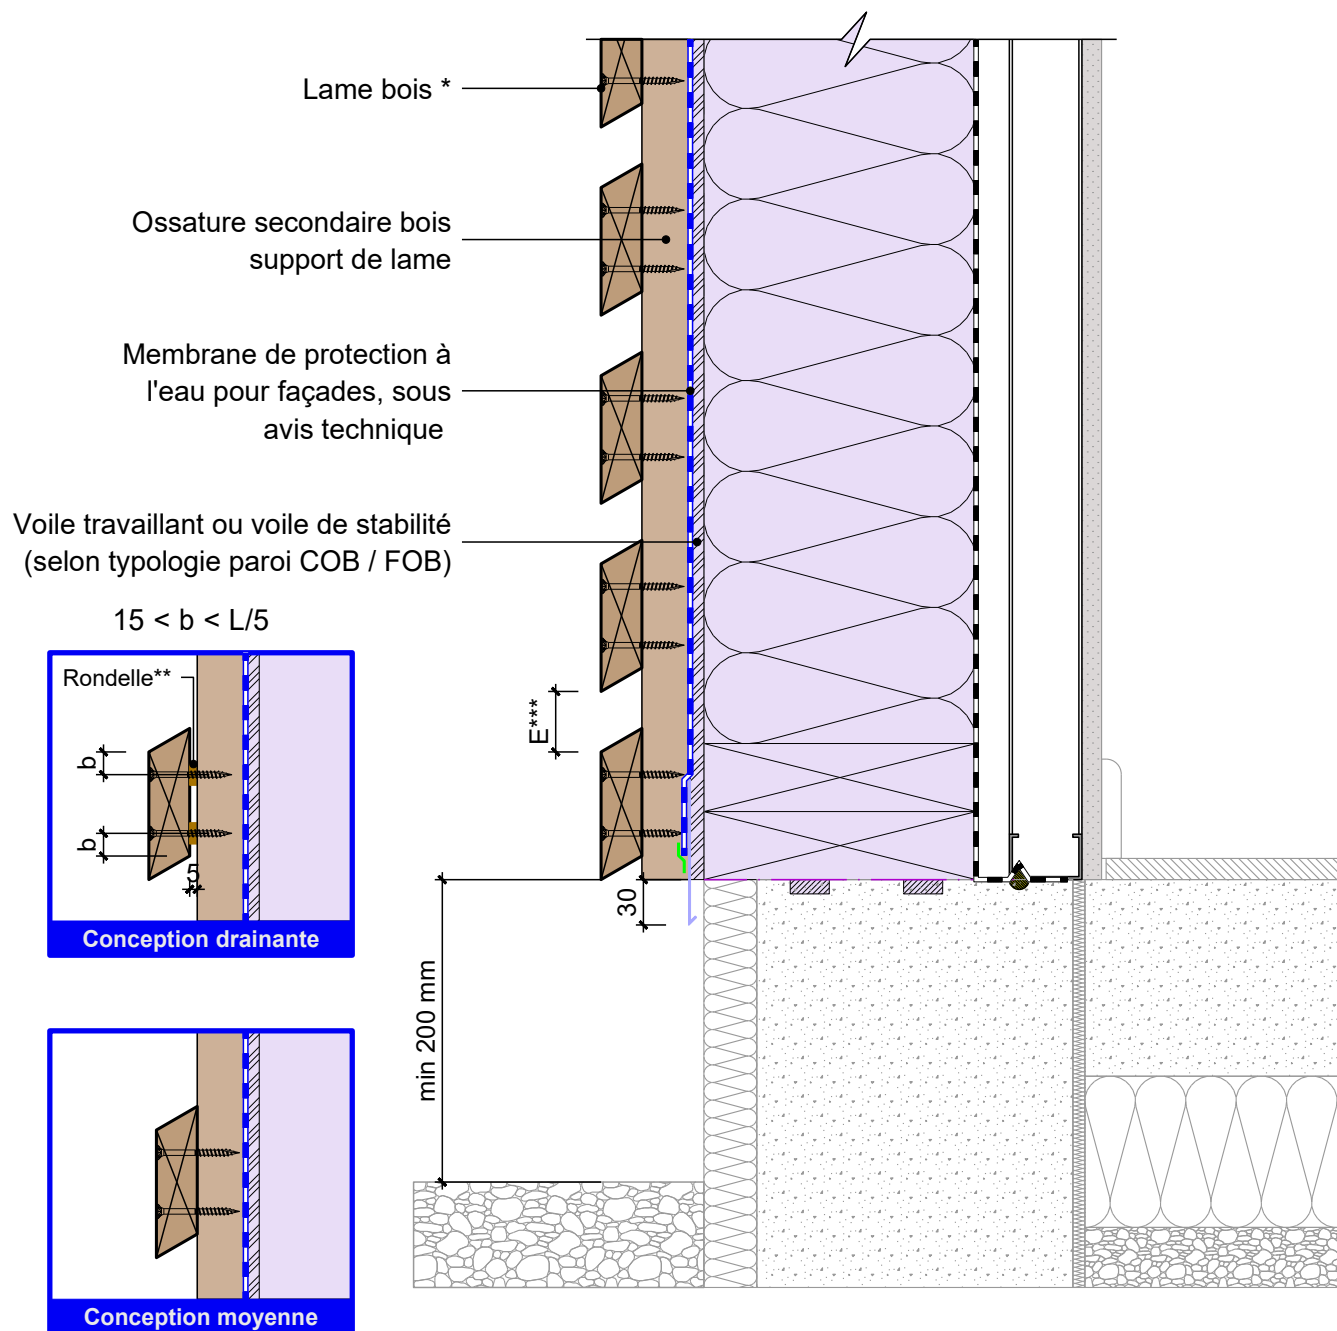 Lame bois *
Ossature secondaire bois
support de lame
Membrane de protection à
l'eau pour façades, sous
avis technique
Voile travaillant ou voile de stabilité
(selon typologie paroi COB / FOB)
15 < b < L/5
Rondelle**
b
b
5
Conception drainante
E***
30
min 200 mm
Conception moyenne